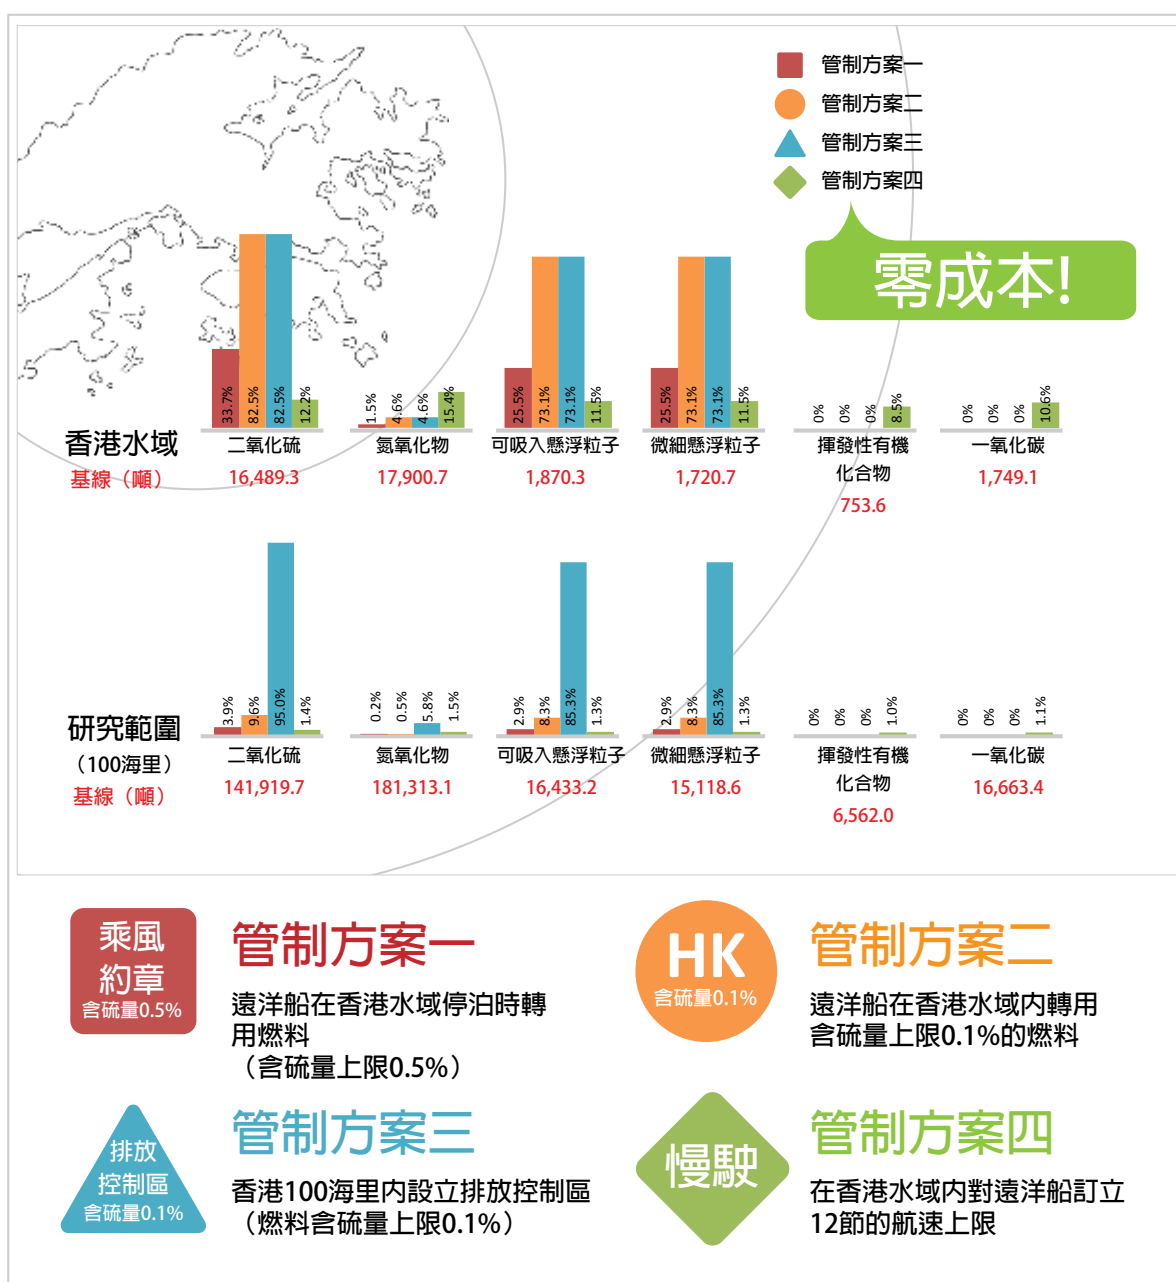 管制方案一
管制方案二
管制方案三
管制方案四
零成本!
33.7%
82.5%
82.5%
12.2%
1.5%
4.6%
4.6%
15.4%
25.5%
73.1%
73.1%
11.5%
25.5%
73.1%
73.1%
11.5%
0%
0%
0%
8.5%
0%
0%
0%
10.6%
香港水域
基線（噸）
二氧化硫
16,489.3
氮氧化物
17,900.7
可吸入懸浮粒子
1,870.3
微細懸浮粒子
1,720.7
揮發性有機
化合物
753.6
一氧化碳
1,749.1
3.9%
9.6%
95.0%
1.4%
0.2%
0.5%
5.8%
1.5%
2.9%
8.3%
85.3%
1.3%
2.9%
8.3%
85.3%
1.3%
0%
0%
0%
1.0%
0%
0%
0%
1.1%
研究範圍
（100海里）
基線（噸）
二氧化硫
141,919.7
氮氧化物
181,313.1
可吸入懸浮粒子
16,433.2
微細懸浮粒子
15,118.6
揮發性有機
化合物
6,562.0
一氧化碳
16,663.4
乘風
約章
含硫量0.5%
管制方案一
遠洋船在香港水域停泊時轉
用燃料
（含硫量上限0.5%）
HK
含硫量0.1%
管制方案二
遠洋船在香港水域内轉用
含硫量上限0.1%的燃料
排放
控制區
含硫量0.1%
管制方案三
香港100海里内設立排放控制區
（燃料含硫量上限0.1%）
慢駛
管制方案四
在香港水域内對遠洋船訂立
12節的航速上限